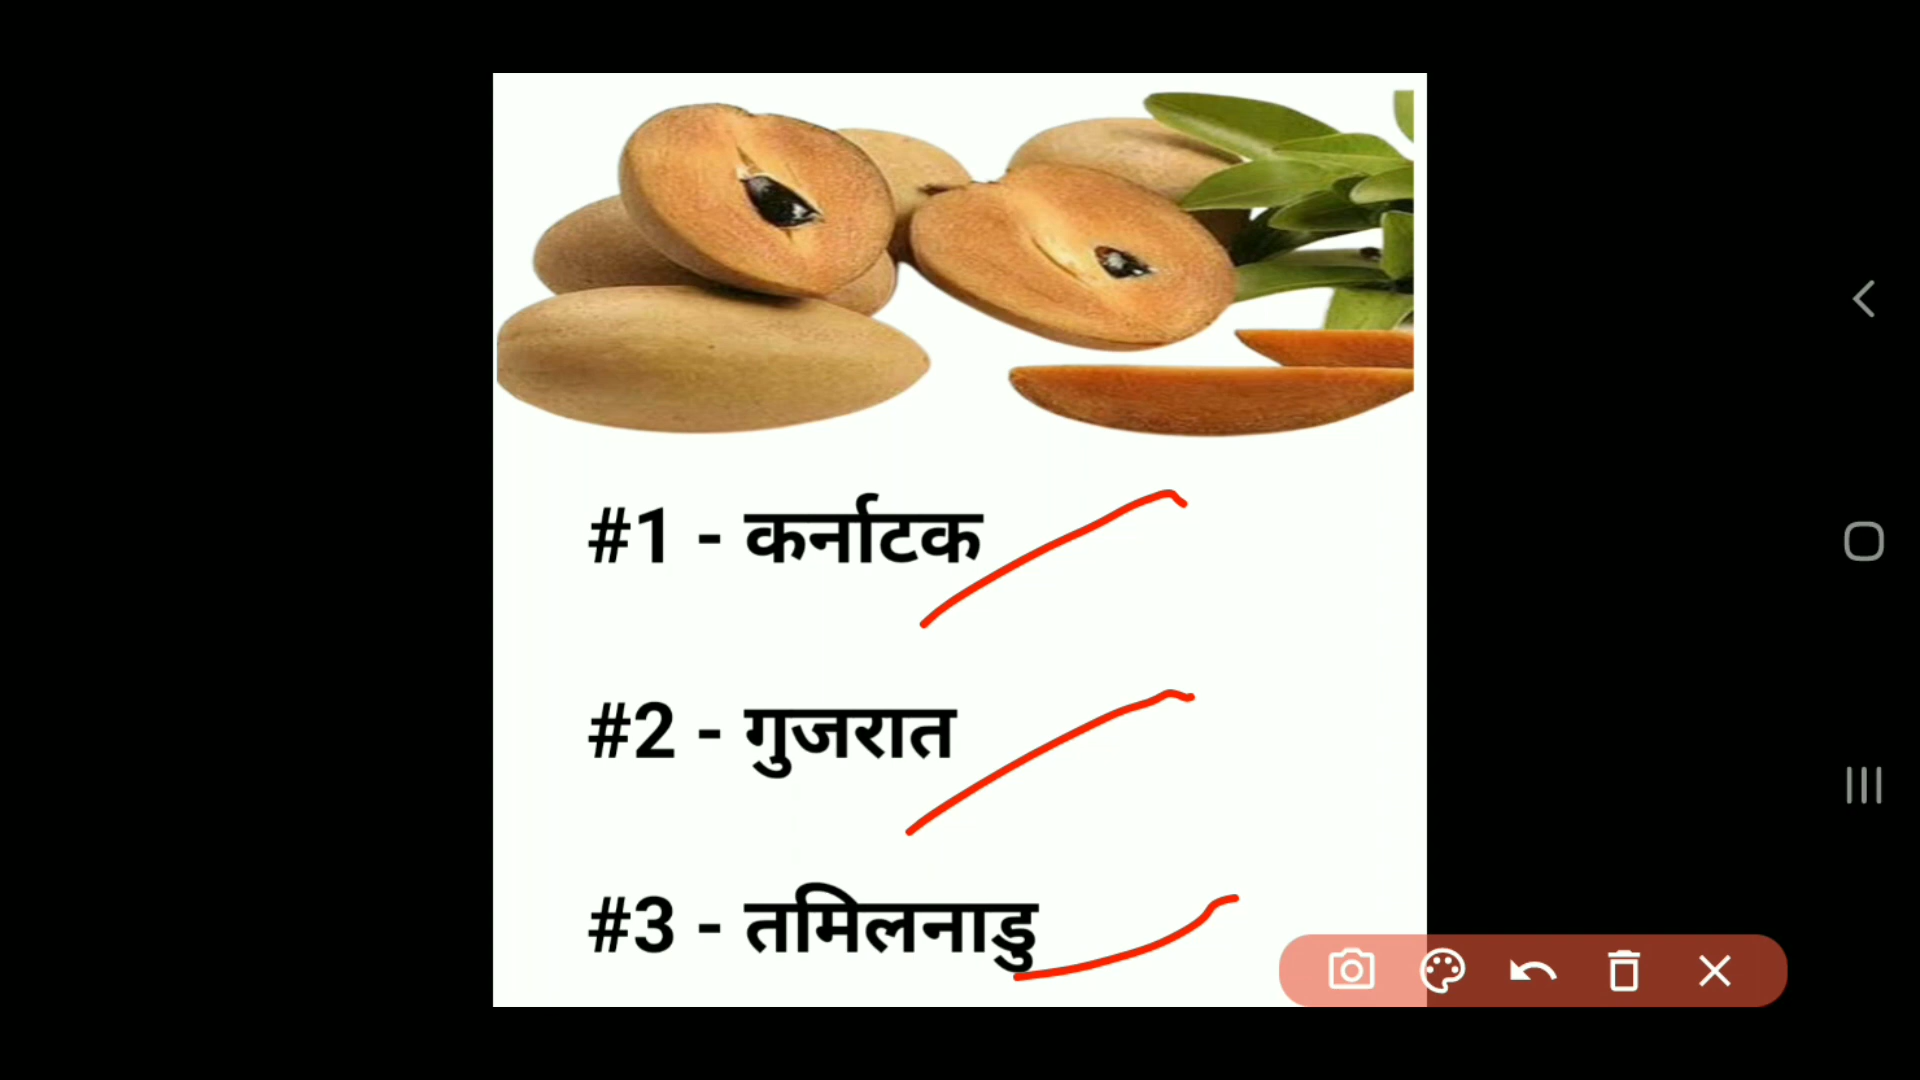 #1 - कर्नाटक
#2 - गुजरात
#3 - तमिलनाडु